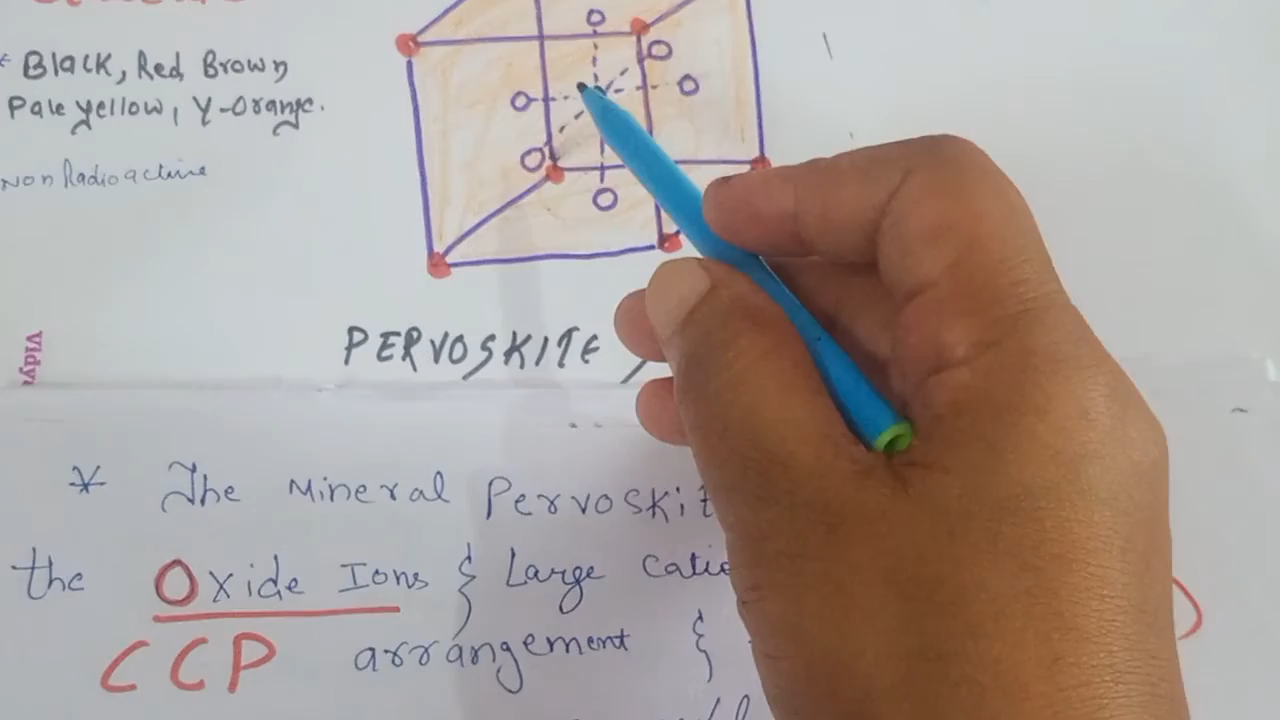 * Black, Red, Brown
Pale yellow, Y-Orange.
Non Radioactive
Vidy
PERVOSKITE
* The Mineral Pervoskit
the Oxide Ions & Large catio
CCP arrangement &